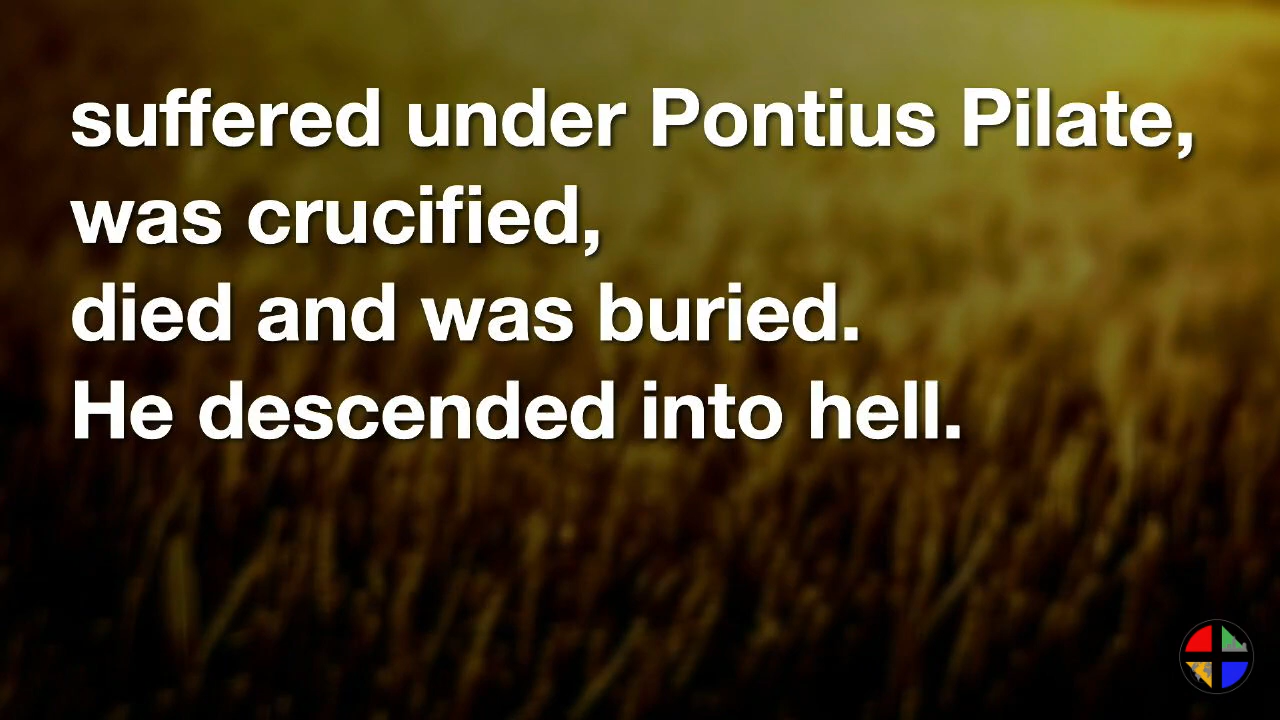 suffered under Pontius Pilate,
was crucified,
died and was buried.
He descended into hell.